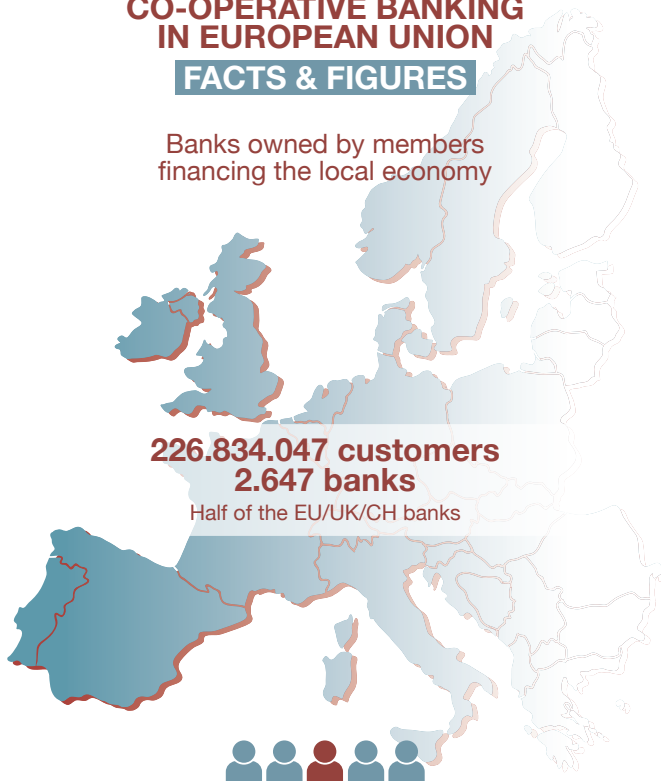 CO-OPERATIVE BANKING
IN EUROPEAN UNION
FACTS & FIGURES
Banks owned by members
financing the local economy
226.834.047 customers
2.647 banks
Half of the EU/UK/CH banks